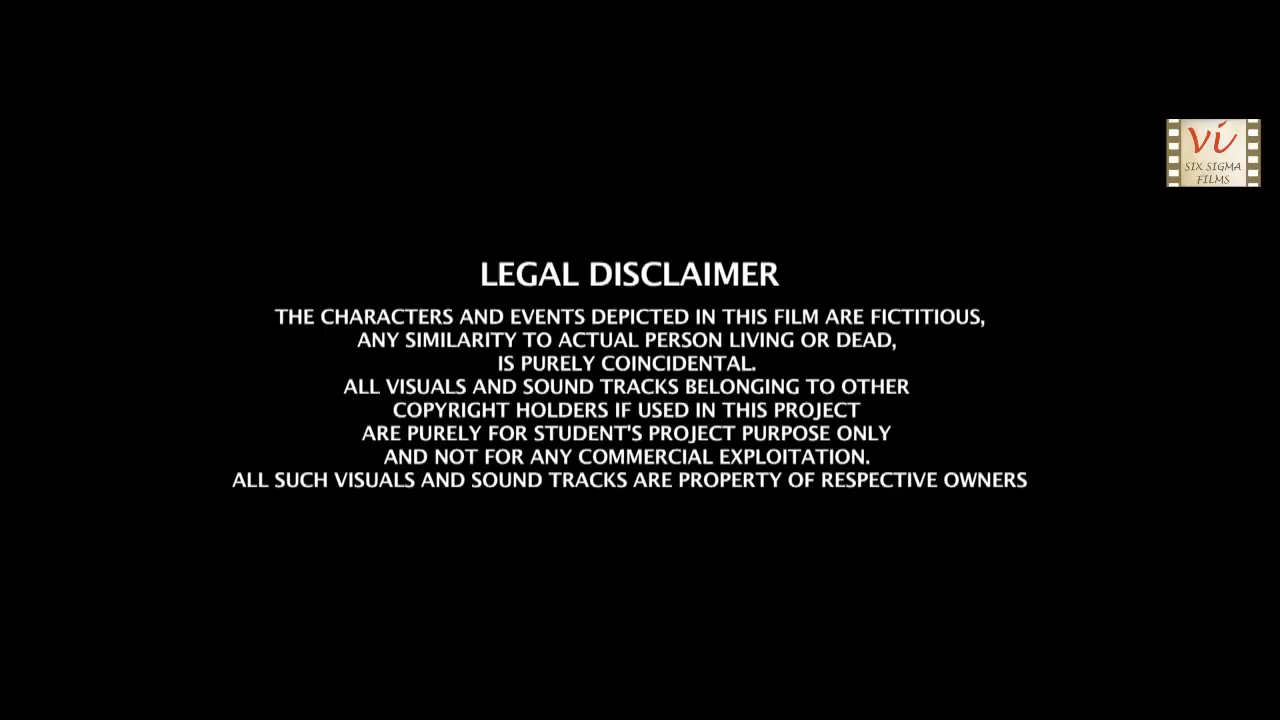 vi
SIX SIGMA
FILMS
LEGAL DISCLAIMER
THE CHARACTERS AND EVENTS DEPICTED IN THIS FILM ARE FICTITIOUS,
ANY SIMILARITY TO ACTUAL PERSON LIVING OR DEAD,
IS PURELY COINCIDENTAL.
ALL VISUALS AND SOUND TRACKS BELONGING TO OTHER
COPYRIGHT HOLDERS IF USED IN THIS PROJECT
ARE PURELY FOR STUDENT'S PROJECT PURPOSE ONLY
AND NOT FOR ANY COMMERCIAL EXPLOITATION.
ALL SUCH VISUALS AND SOUND TRACKS ARE PROPERTY OF RESPECTIVE OWNERS